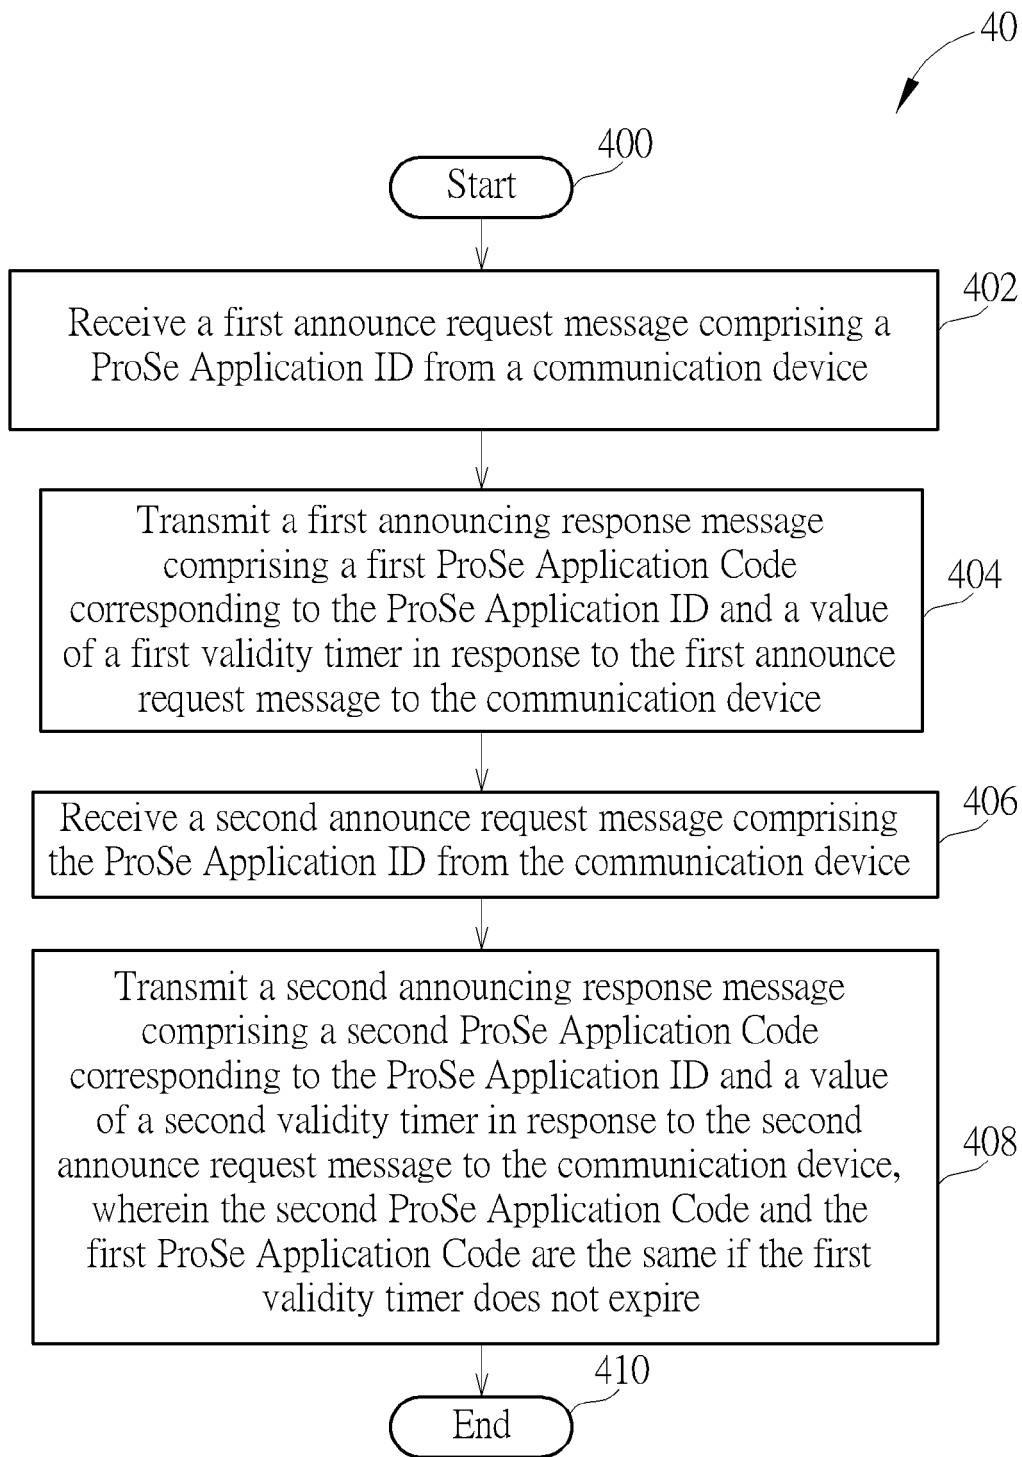 40
400
Start
402
Receive a first announce request message comprising a
ProSe Application ID from a communication device
Transmit a first announcing response message
comprising a first ProSe Application Code
corresponding to the ProSe Application ID and a value
of a first validity timer in response to the first announce
request message to the communication device
404
406
Receive a second announce request message comprising
the ProSe Application ID from the communication device
Transmit a second announcing response message
comprising a second ProSe Application Code
corresponding to the ProSe Application ID and a value
of a second validity timer in response to the second
announce request message to the communication device,
wherein the second ProSe Application Code and the
first ProSe Application Code are the same if the first
validity timer does not expire
408
410
End